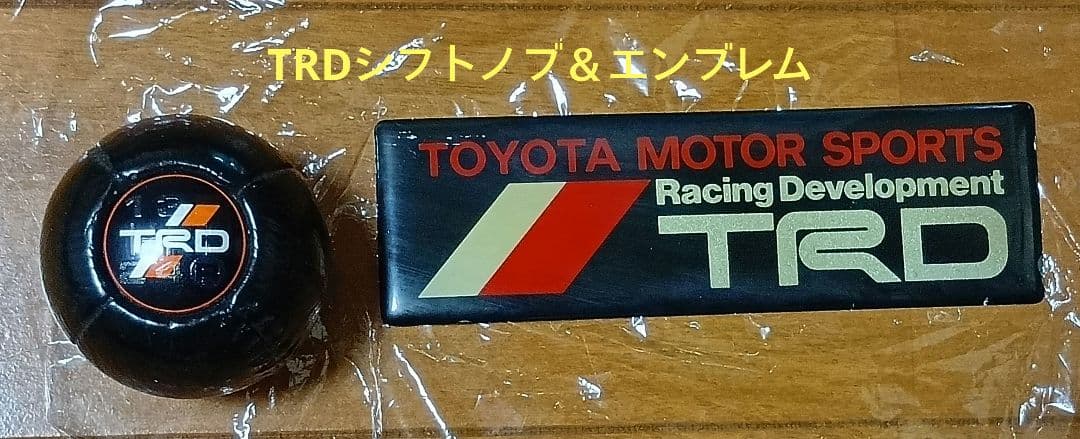 TRDシフトノブ＆エンブレム
TOYOTA MOTOR SPORTS
Racing Development
TRD
TRD